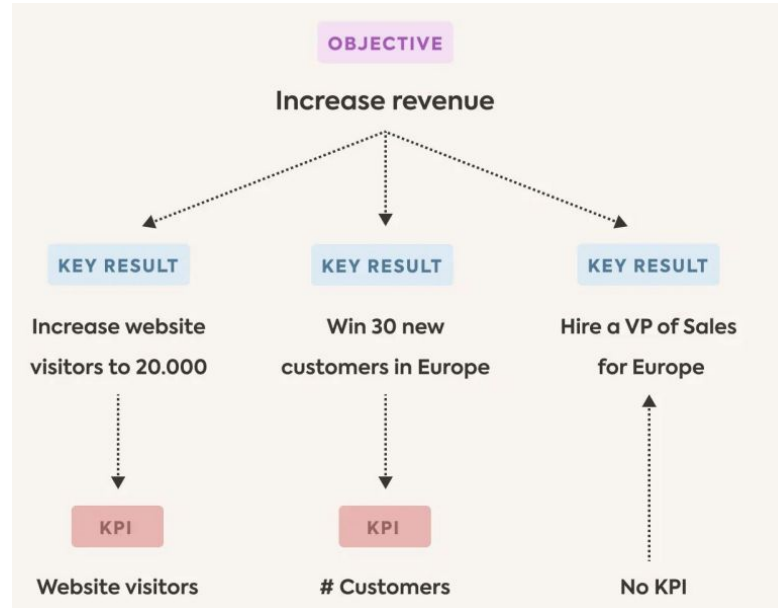 OBJECTIVE
Increase revenue
KEY RESULT
Increase website
visitors to 20.000
KEY RESULT
Win 30 new
customers in Europe
KEY RESULT
Hire a VP of Sales
for Europe
KPI
Website visitors
KPI
# Customers
No KPI